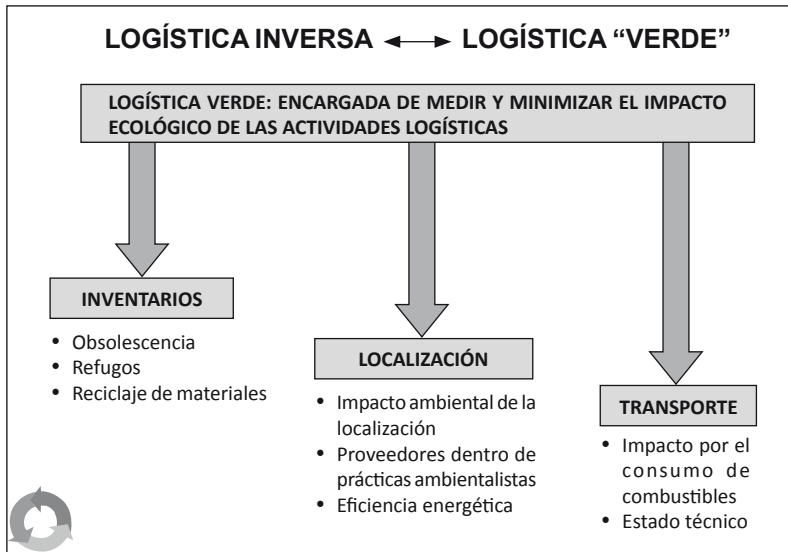 LOGÍSTICA INVERSA ↔ LOGÍSTICA “VERDE”
LOGÍSTICA VERDE: ENCARGADA DE MEDIR Y MINIMIZAR EL IMPACTO
ECOLÓGICO DE LAS ACTIVIDADES LOGÍSTICAS
INVENTARIOS
• Obsolescencia
• Refugos
• Reciclaje de materiales
LOCALIZACIÓN
• Impacto ambiental de la
localización
• Proveedores dentro de
prácticas ambientalistas
• Eficiencia energética
TRANSPORTE
• Impacto por el
consumo de
combustibles
• Estado técnico